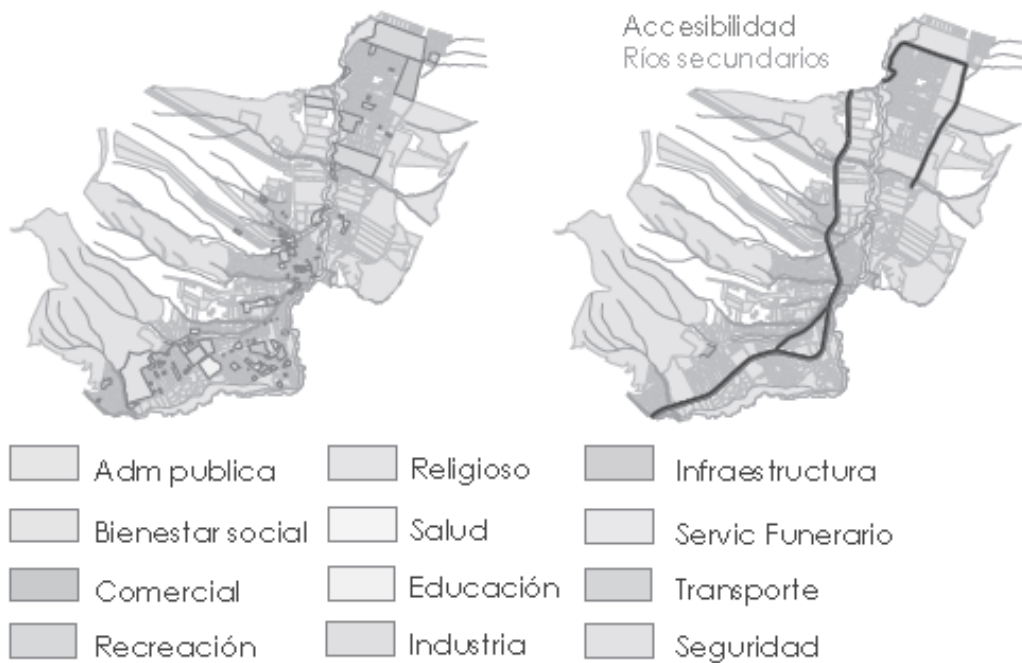 Accesibilidad
Ríos secundarios
Adm publica
Religioso
Infraestructura
Bienestar social
Salud
Servic Funerario
Comercial
Educación
Transporte
Recreación
Industria
Seguridad